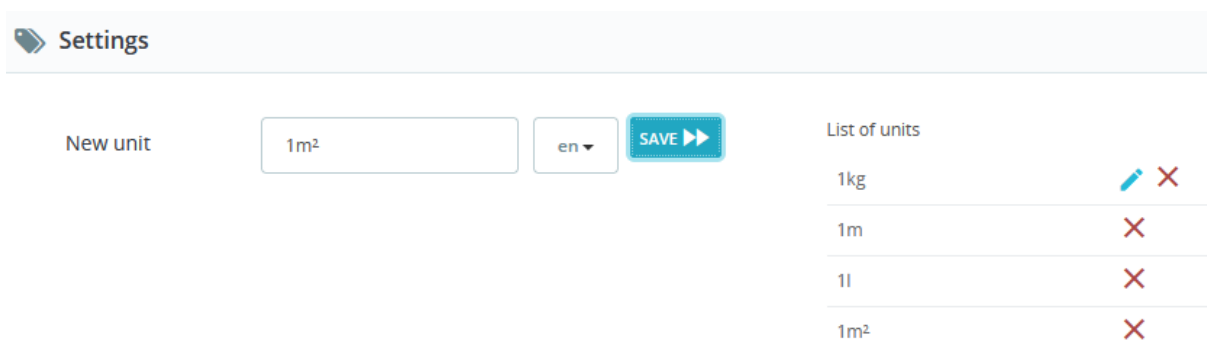 Settings
New unit
1m²
en
SAVE
List of units
1kg
1m
1l
1m²